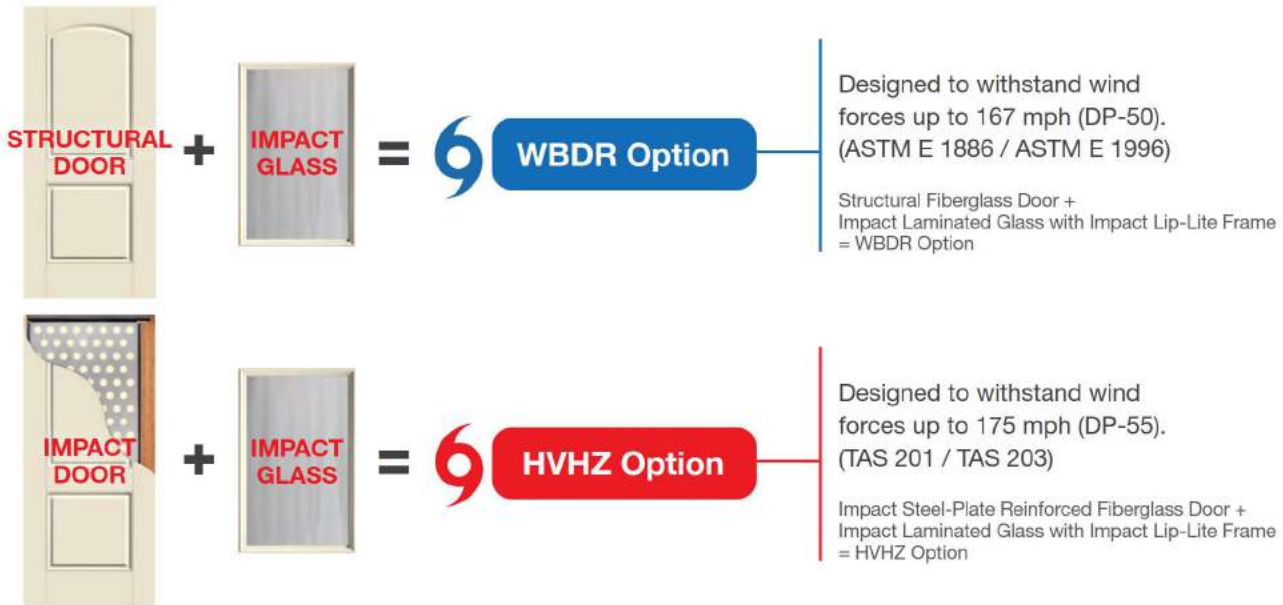 STRUCTURAL
DOOR
+
IMPACT
GLASS
=
WBDR Option
Designed to withstand wind
forces up to 167 mph (DP-50).
(ASTM E 1886 / ASTM E 1996)
Structural Fiberglass Door +
Impact Laminated Glass with Impact Lip-Lite Frame
= WBDR Option
IMPACT
DOOR
+
IMPACT
GLASS
=
HVHZ Option
Designed to withstand wind
forces up to 175 mph (DP-55).
(TAS 201 / TAS 203)
Impact Steel-Plate Reinforced Fiberglass Door +
Impact Laminated Glass with Impact Lip-Lite Frame
= HVHZ Option